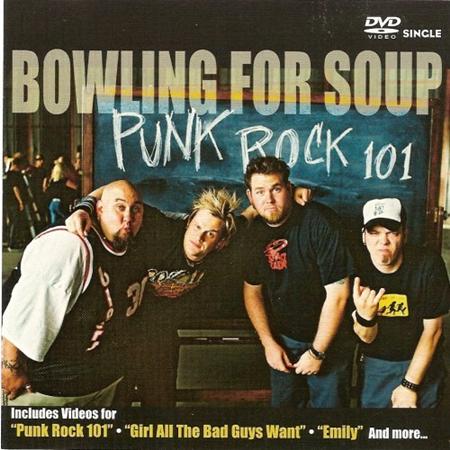 DVD
VIDEO SINGLE
BOWLING FOR SOUP
PUNK ROCK 101
Includes Videos for
"Punk Rock 101" • "Girl All The Bad Guys Want" • "Emily" And more...